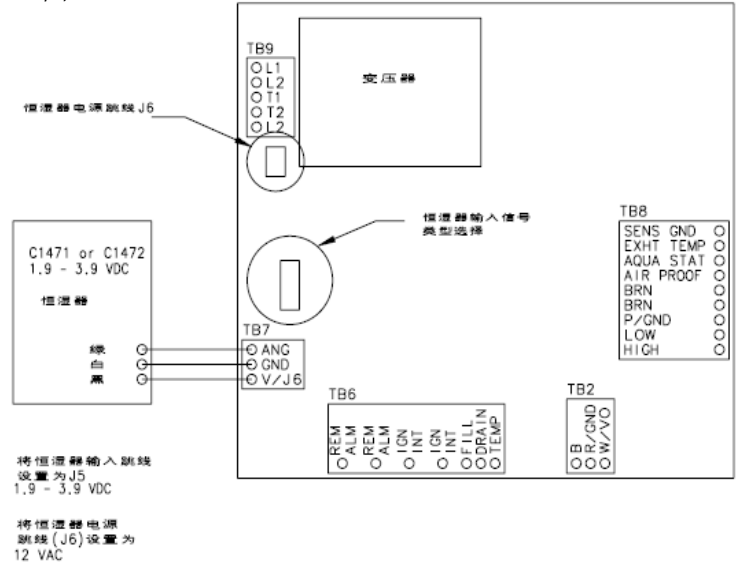 TB9
L1
L2
T1
T2
L2
变压器
恒湿器电源跳线J6
恒湿器输入信号
类型选择
C1471 or C1472
1.9 - 3.9 VDC
恒湿器
绿
白
黑
TB7
ANG
GND
V/J6
TB8
SENS GND
EXHT TEMP
AQUA STAT
AIR PROOF
BRN
BRN
P/GND
LOW
HIGH
TB6
REM
ALM
REM
ALM
IGN
INT
IGN
INT
FILL
DRAIN
TEMP
TB2
B
R/GND
W/VO
将恒湿器输入跳线
设置为J5
1.9 - 3.9 VDC
将恒湿器电源
跳线(J6)设置为
12 VAC